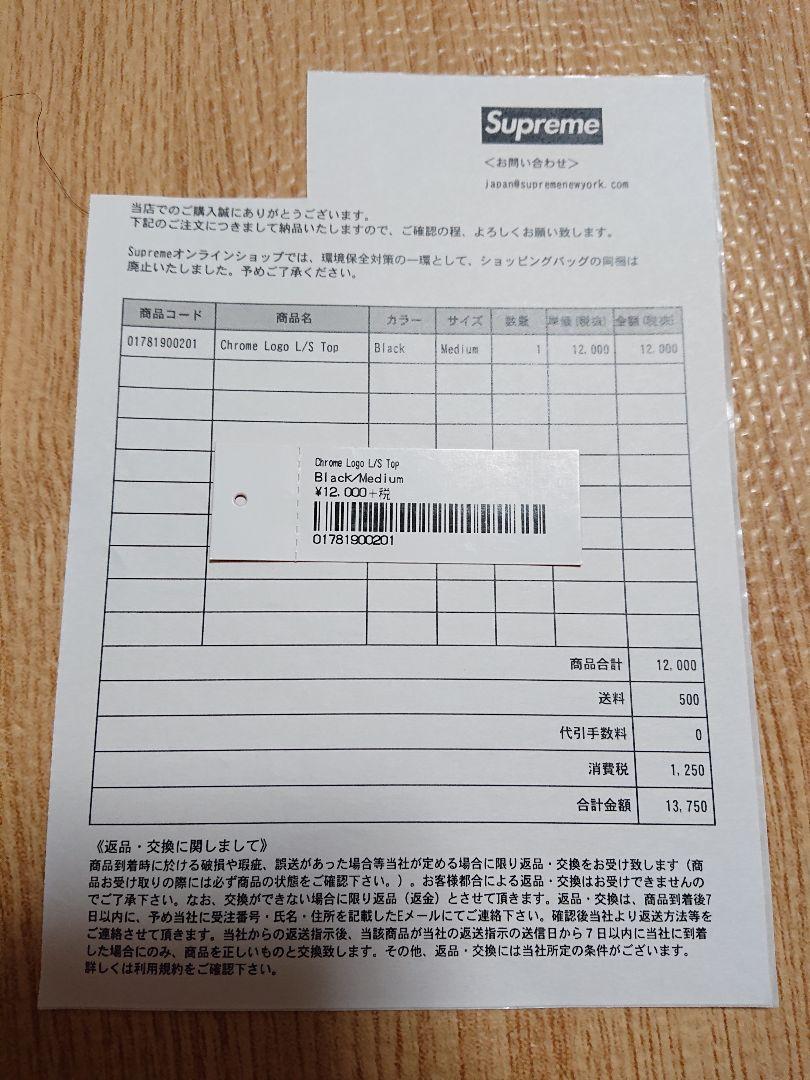 Supreme
＜お問い合わせ＞
japan@supremenewyork.com
当店でのご購入誠にありがとうございます。
下記のご注文につきまして納品いたしますので、ご確認の程、よろしくお願い致します。
Supremeオンラインショップでは、環境保全対策の一環として、ショッピングバッグの同梱は
廃止いたしました。予めご了承ください。
商品コード 商品名 カラー サイズ 数量 単価(税抜) 金額(税抜)
01781900201 Chrome Logo L/S Top Black Medium 1 12,000 12,000
Chrome Logo L/S Top
Black/Medium
¥12,000+税
01781900201
商品合計 12,000
送料 500
代引手数料 0
消費税 1,250
合計金額 13,750
《返品・交換に関しまして》
商品到着時に於ける破損や瑕疵、誤送があった場合等当社が定める場合に限り返品・交換をお受け致します（商
品お受け取りの際には必ず商品の状態をご確認下さい。）。お客様都合による返品・交換はお受けできませんの
でご了承下さい。なお、交換ができない場合に限り返品（返金）とさせて頂きます。返品・交換は、商品到着後7
日以内に、予め当社に受注番号・氏名・住所を記載したEメールにてご連絡下さい。確認後当社より返送方法等を
ご連絡させて頂きます。当社からの返送指示後、当該商品が当社の返送指示の送信日から７日以内に当社に到着
した場合にのみ、商品を正しいものと交換致します。その他、返品・交換には当社所定の条件がございます。
詳しくは利用規約をご確認下さい。